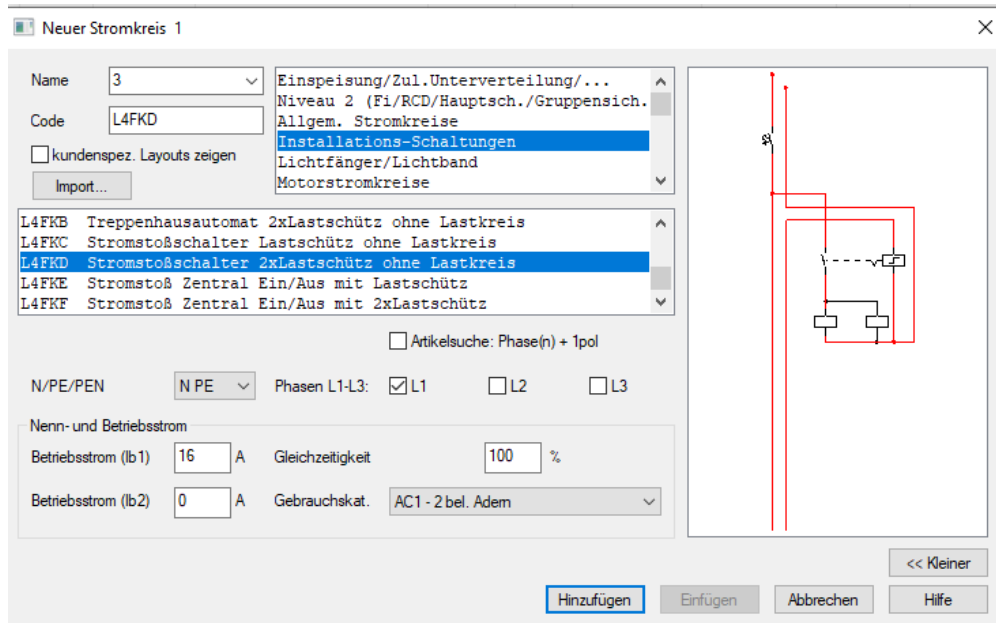 Neuer Stromkreis 1
Name 3
Code L4FKD
kundenspez. Layouts zeigen
Import...
Einspeisung/Zul.Unterverteilung/...
Niveau 2 (Fi/RCD/Hauptsch./Gruppensich.
Allgem. Stromkreise
Installations-Schaltungen
Lichtfänger/Lichtband
Motorstromkreise
L4FKB Treppenhausautomat 2xLastschütz ohne Lastkreis
L4FKC Stromstoßschalter Lastschütz ohne Lastkreis
L4FKD Stromstoßschalter 2xLastschütz ohne Lastkreis
L4FKE Stromstoß Zentral Ein/Aus mit Lastschütz
L4FKF Stromstoß Zentral Ein/Aus mit 2xLastschütz
Artikelsuche: Phase(n) + 1pol
N/PE/PEN N PE Phasen L1-L3: L1 L2 L3
Nenn- und Betriebsstrom
Betriebsstrom (Ib1) 16 A Gleichzeitigkeit 100 %
Betriebsstrom (Ib2) 0 A Gebrauchskat. AC1 - 2 bel. Adern
<< Kleiner
Hinzufügen Einfügen Abbrechen Hilfe